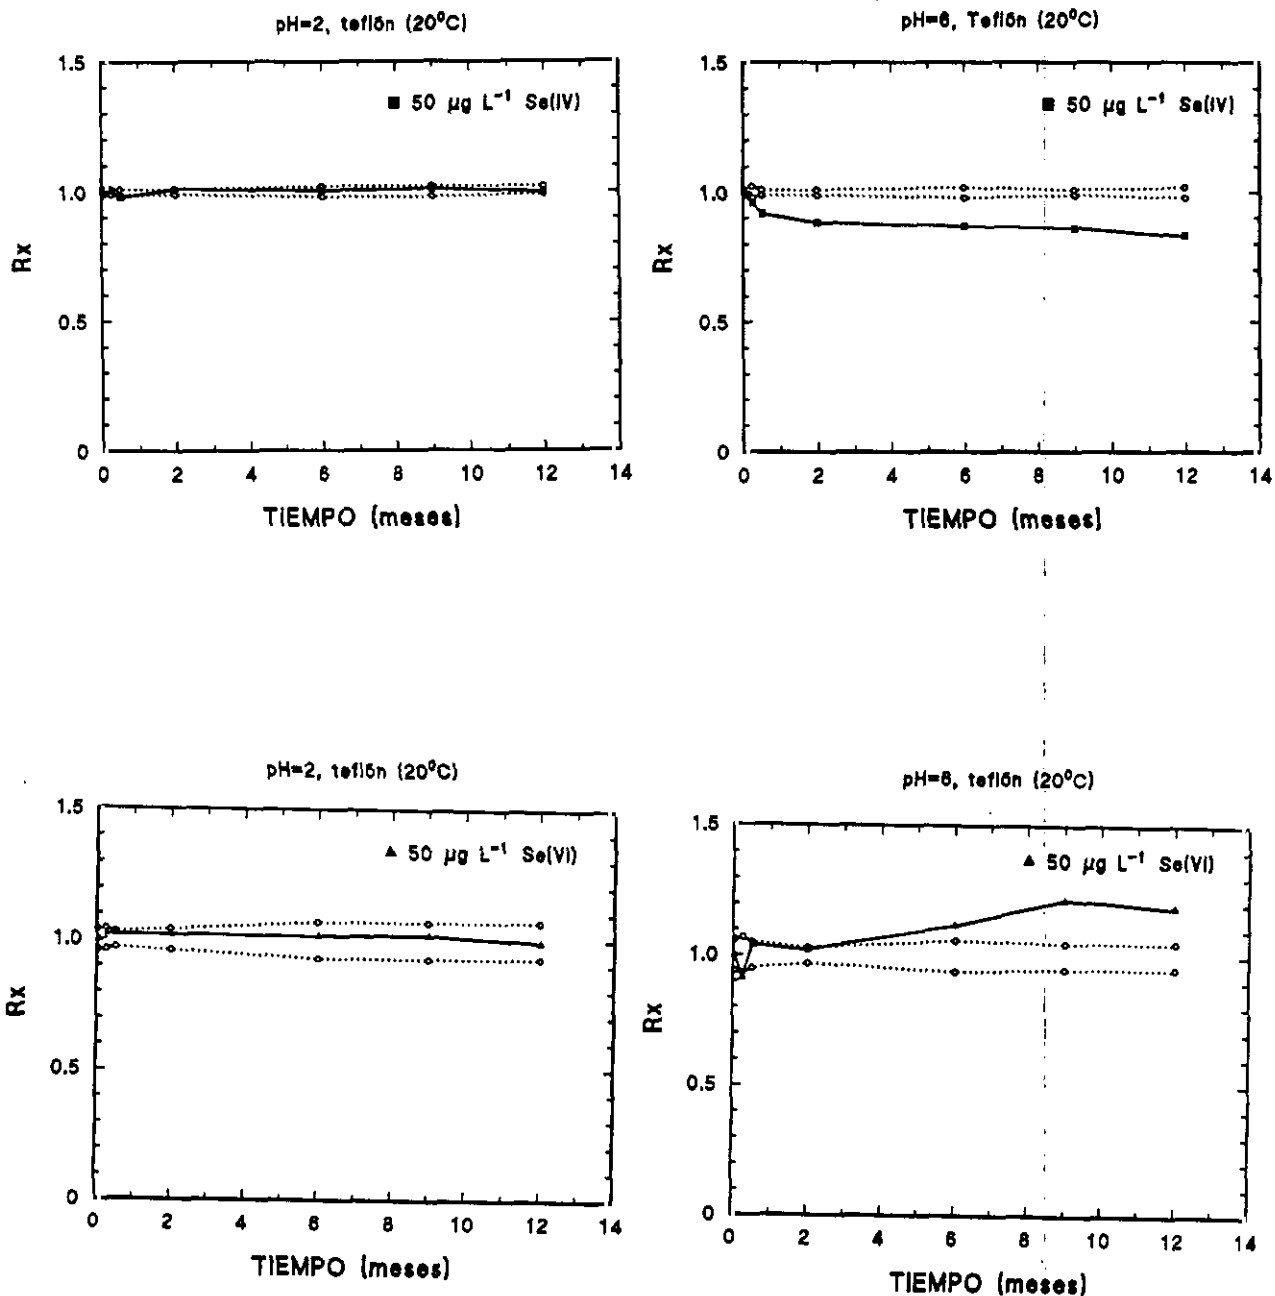 pH=2, teflón (20⁰C)
1.5
■ 50 µg L⁻¹ Se(IV)
1.0
Rx
0.5
0
0 2 4 6 8 10 12 14
TIEMPO (meses)
pH=6, Teflón (20⁰C)
1.5
■ 50 µg L⁻¹ Se(IV)
1.0
Rx
0.5
0
0 2 4 6 8 10 12 14
TIEMPO (meses)
pH=2, teflón (20⁰C)
1.5
▲ 50 µg L⁻¹ Se(VI)
1.0
Rx
0.5
0
0 2 4 6 8 10 12 14
TIEMPO (meses)
pH=6, teflón (20⁰C)
1.5
▲ 50 µg L⁻¹ Se(VI)
1.0
Rx
0.5
0
0 2 4 6 8 10 12 14
TIEMPO (meses)